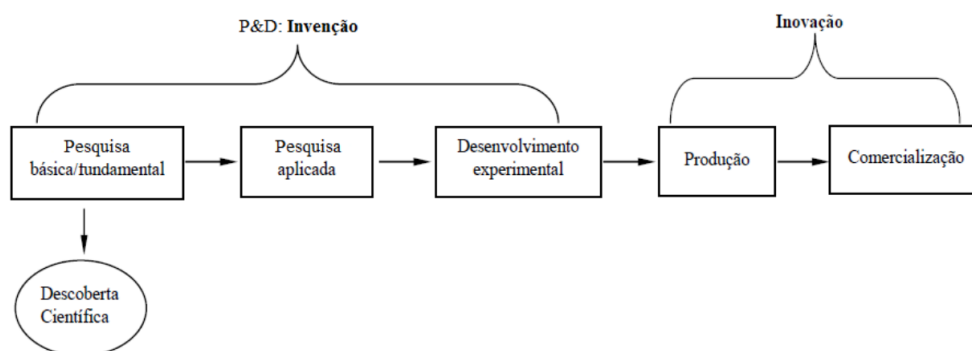 P&D: Invenção
Inovação
Pesquisa
básica/fundamental
Pesquisa
aplicada
Desenvolvimento
experimental
Produção
Comercialização
Descoberta
Científica